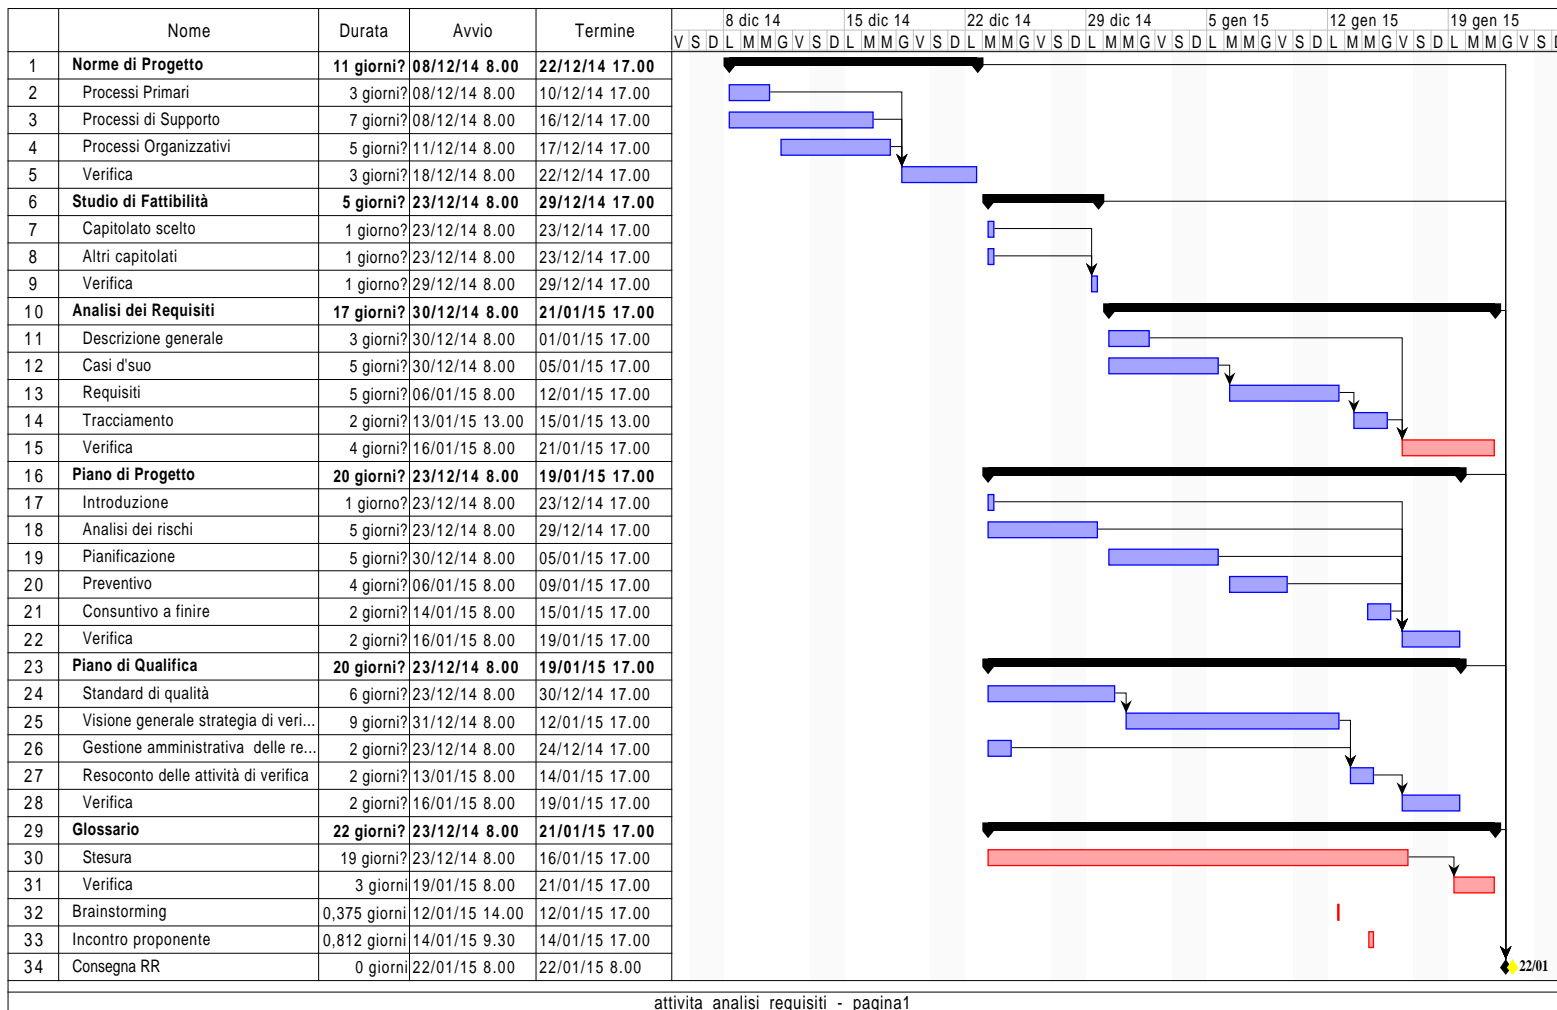 8 dic 14 15 dic 14 22 dic 14 29 dic 14 5 gen 15 12 gen 15 19 gen 15
Nome Durata Avvio Termine
V S D L M M G V S D L M M G V S D L M M G V S D L M M G V S D L M M G V S D L M M G V S D L M M G V S D
1 Norme di Progetto 11 giorni? 08/12/14 8.00 22/12/14 17.00
2 Processi Primari 3 giorni? 08/12/14 8.00 10/12/14 17.00
3 Processi di Supporto 7 giorni? 08/12/14 8.00 16/12/14 17.00
4 Processi Organizzativi 5 giorni? 11/12/14 8.00 17/12/14 17.00
5 Verifica 3 giorni? 18/12/14 8.00 22/12/14 17.00
6 Studio di Fattibilità 5 giorni? 23/12/14 8.00 29/12/14 17.00
7 Capitolato scelto 1 giorno? 23/12/14 8.00 23/12/14 17.00
8 Altri capitolati 1 giorno? 23/12/14 8.00 23/12/14 17.00
9 Verifica 1 giorno? 29/12/14 8.00 29/12/14 17.00
10 Analisi dei Requisiti 17 giorni? 30/12/14 8.00 21/01/15 17.00
11 Descrizione generale 3 giorni? 30/12/14 8.00 01/01/15 17.00
12 Casi d'suo 5 giorni? 30/12/14 8.00 05/01/15 17.00
13 Requisiti 5 giorni? 06/01/15 8.00 12/01/15 17.00
14 Tracciamento 2 giorni? 13/01/15 13.00 15/01/15 13.00
15 Verifica 4 giorni? 16/01/15 8.00 21/01/15 17.00
16 Piano di Progetto 20 giorni? 23/12/14 8.00 19/01/15 17.00
17 Introduzione 1 giorno? 23/12/14 8.00 23/12/14 17.00
18 Analisi dei rischi 5 giorni? 23/12/14 8.00 29/12/14 17.00
19 Pianificazione 5 giorni? 30/12/14 8.00 05/01/15 17.00
20 Preventivo 4 giorni? 06/01/15 8.00 09/01/15 17.00
21 Consuntivo a finire 2 giorni? 14/01/15 8.00 15/01/15 17.00
22 Verifica 2 giorni? 16/01/15 8.00 19/01/15 17.00
23 Piano di Qualifica 20 giorni? 23/12/14 8.00 19/01/15 17.00
24 Standard di qualità 6 giorni? 23/12/14 8.00 30/12/14 17.00
25 Visione generale strategia di veri... 9 giorni? 31/12/14 8.00 12/01/15 17.00
26 Gestione amministrativa delle re... 2 giorni? 23/12/14 8.00 24/12/14 17.00
27 Resoconto delle attività di verifica 2 giorni? 13/01/15 8.00 14/01/15 17.00
28 Verifica 2 giorni? 16/01/15 8.00 19/01/15 17.00
29 Glossario 22 giorni? 23/12/14 8.00 21/01/15 17.00
30 Stesura 19 giorni? 23/12/14 8.00 16/01/15 17.00
31 Verifica 3 giorni 19/01/15 8.00 21/01/15 17.00
32 Brainstorming 0,375 giorni 12/01/15 14.00 12/01/15 17.00
33 Incontro proponente 0,812 giorni 14/01/15 9.30 14/01/15 17.00
34 Consegna RR 0 giorni 22/01/15 8.00 22/01/15 8.00 22/01
attivita analisi requisiti - pagina1